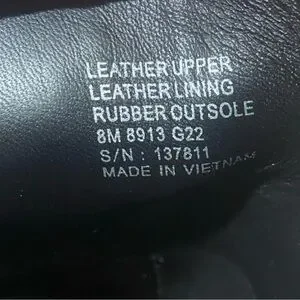 LEATHER UPPER
LEATHER LINING
RUBBER OUTSOLE
8M 8913 G22
S/N : 137811
MADE IN VIETNAM